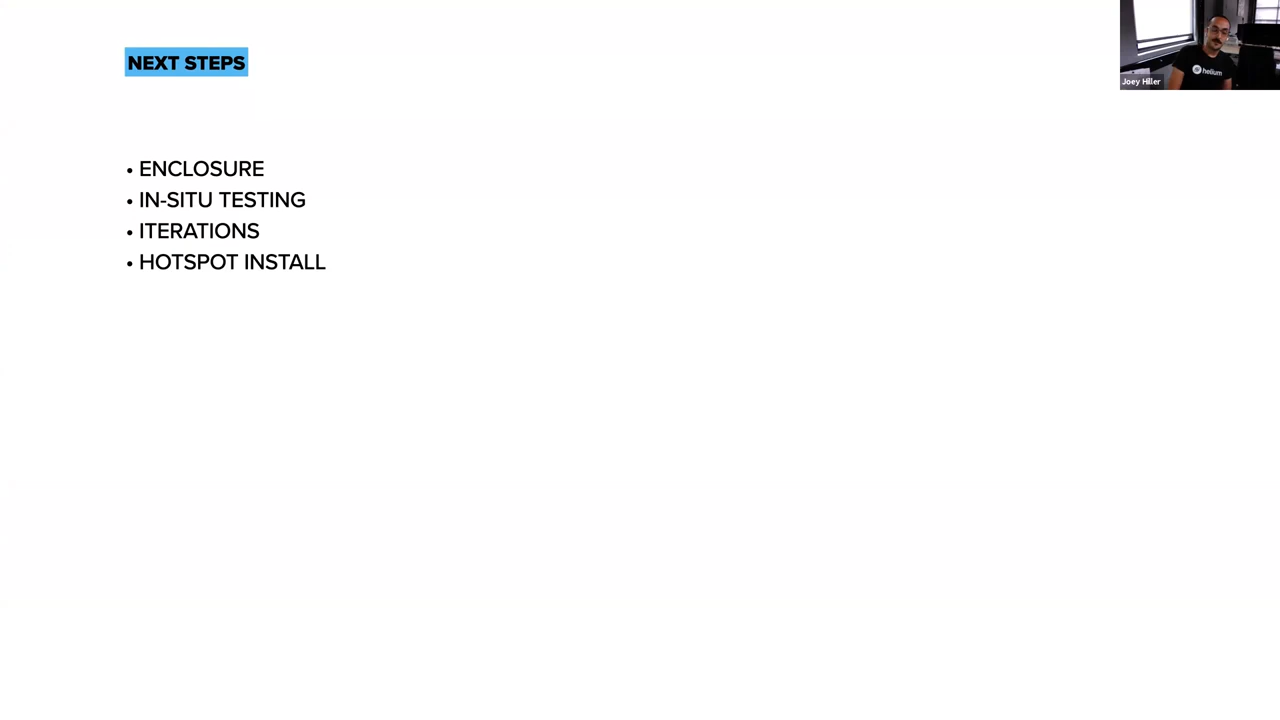 NEXT STEPS
• ENCLOSURE
• IN-SITU TESTING
• ITERATIONS
• HOTSPOT INSTALL
helium
Joey Hiller